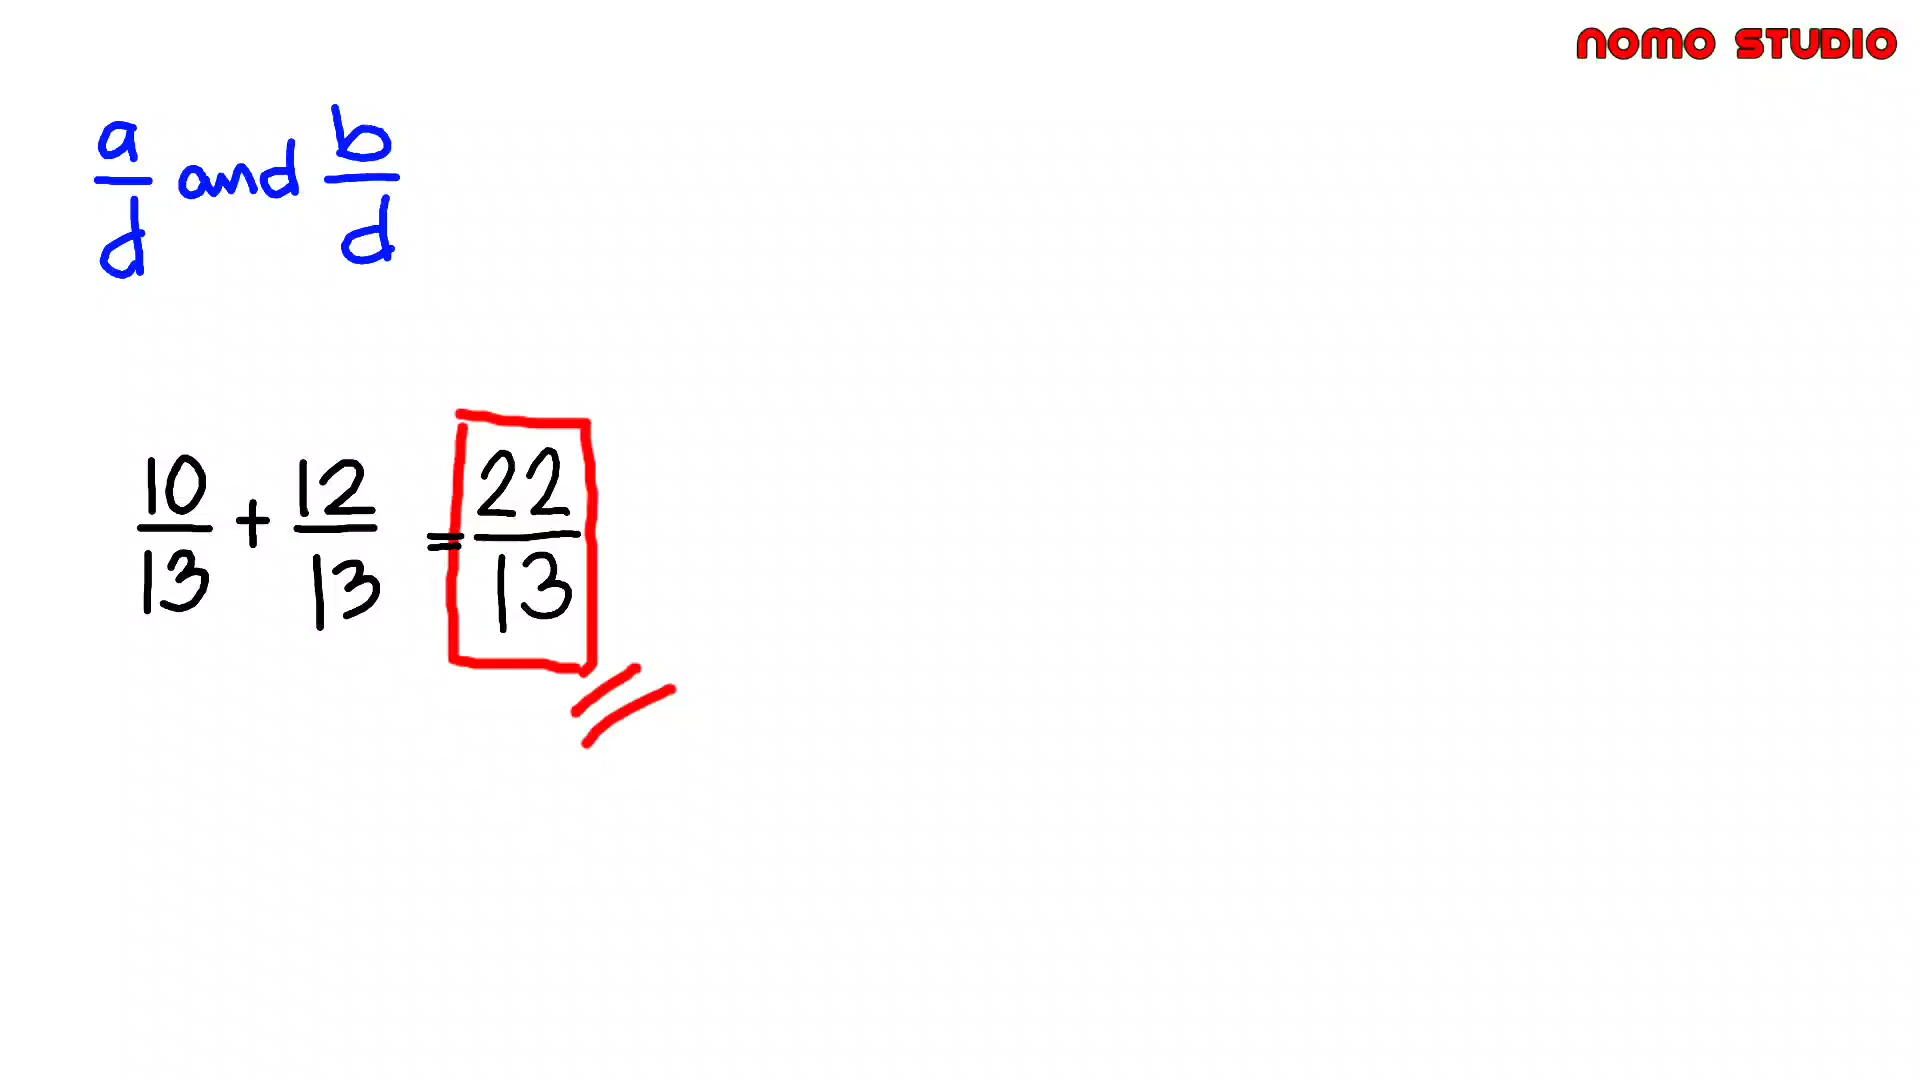 NOMO STUDIO
a/d and b/d
10/13 + 12/13 = 22/13